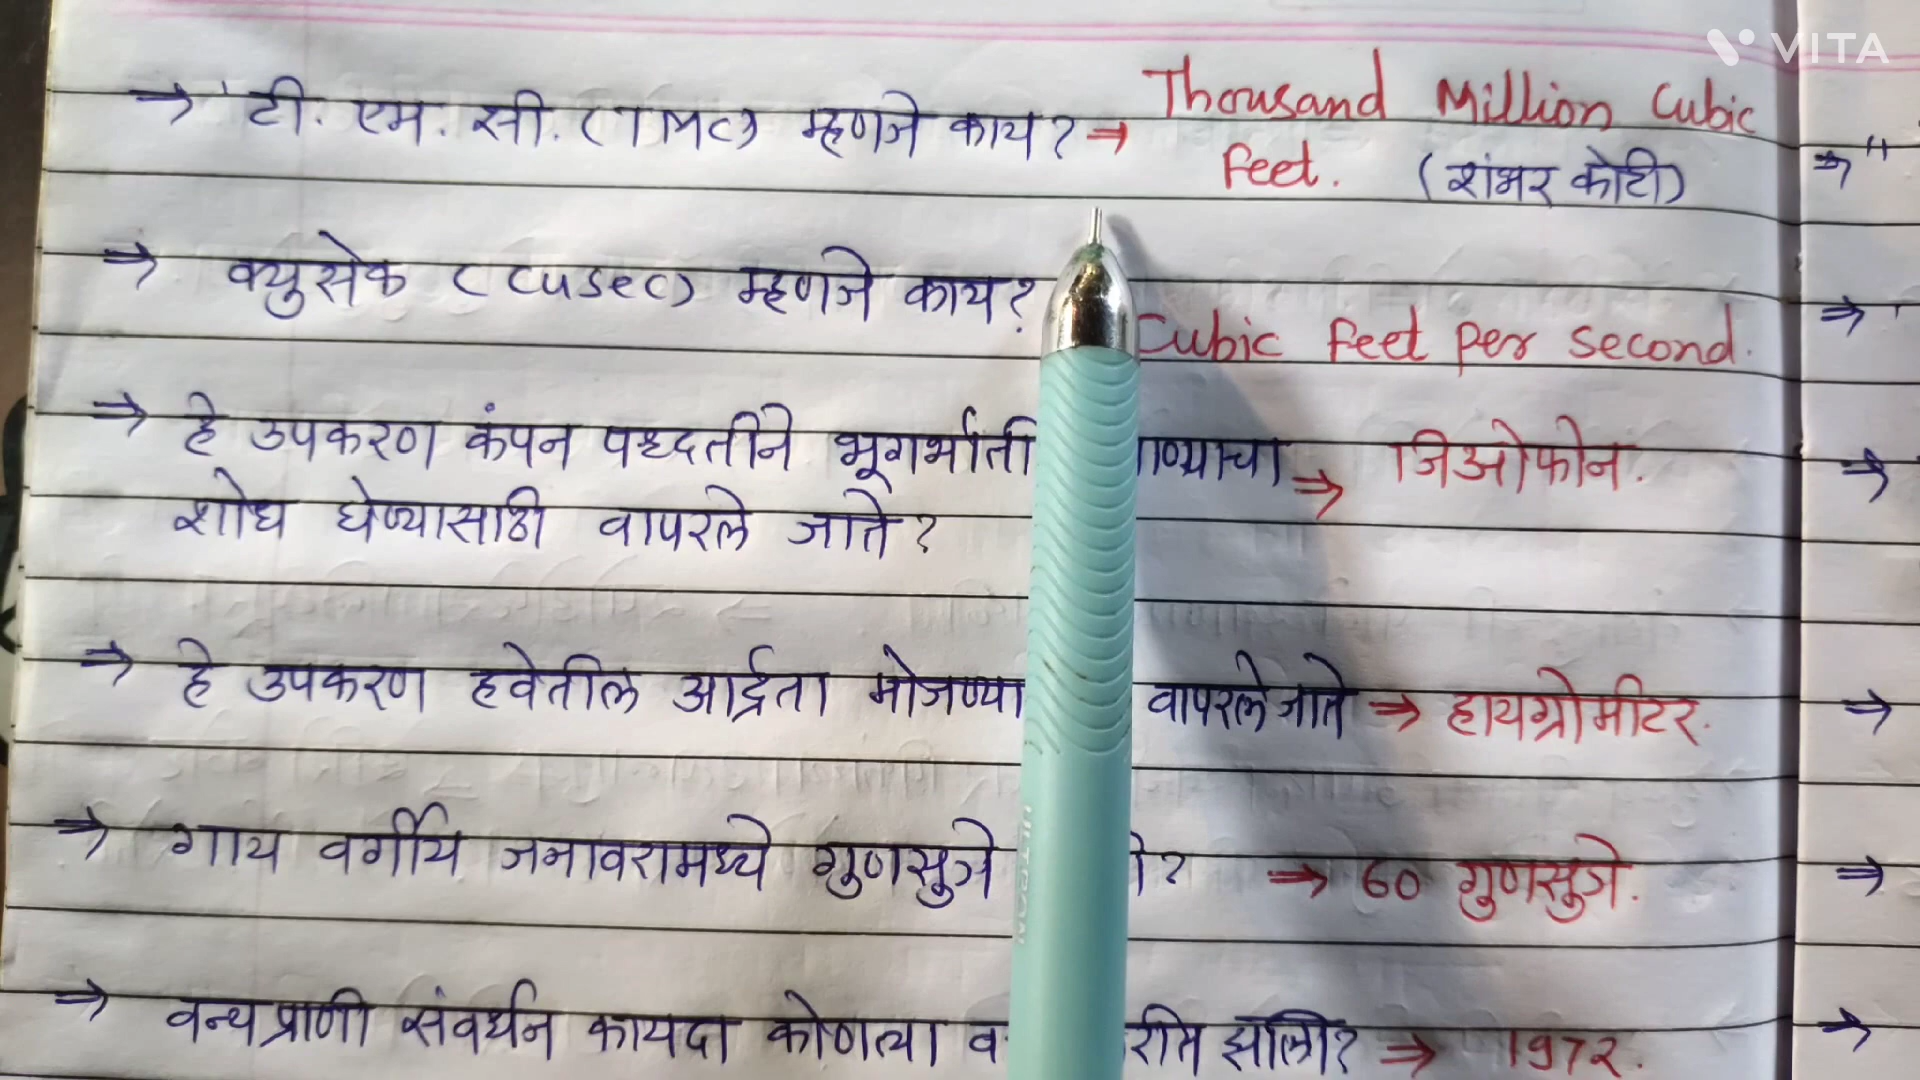 VITA
→ ' टी. एम. सी. (TMC) म्हणजे काय? → Thousand Million Cubic
Feet. (शंभर कोटी)
⇒ क्युसेक (Cusec) म्हणजे काय?
Cubic Feet Per Second.
⇒ हे उपकरण कंपन पध्दतीने भूगर्भाती ण्याचा ⇒ जिओफोन.
शोध घेण्यासाठी वापरले जाते?
⇒ हे उपकरण हवेतील आर्द्रता मोजण्या वापरले जाते ⇒ हायग्रोमीटर.
⇒ गाय वर्गीय जनावरामध्ये गुणसुत्रे ? ⇒ 60 गुणसुत्रे.
⇒ वन्यप्राणी संवर्धन कायदा कोणत्या व रीत झाला? ⇒ १९७२.
ULTRON